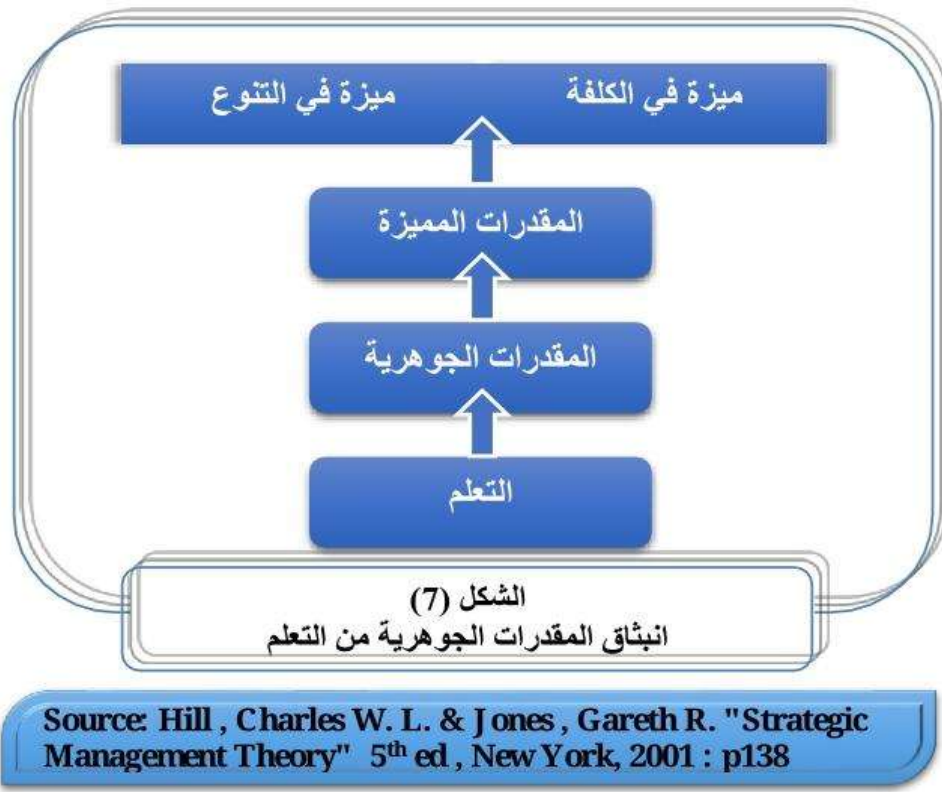 ميزة في الكلفة ميزة في التنوع
المقدرات المميزة
المقدرات الجوهرية
التعلم
الشكل (7)
انبثاق المقدرات الجوهرية من التعلم
Source: Hill , Charles W. L. & Jones , Gareth R. "Strategic
Management Theory" 5th ed , New York, 2001 : p138